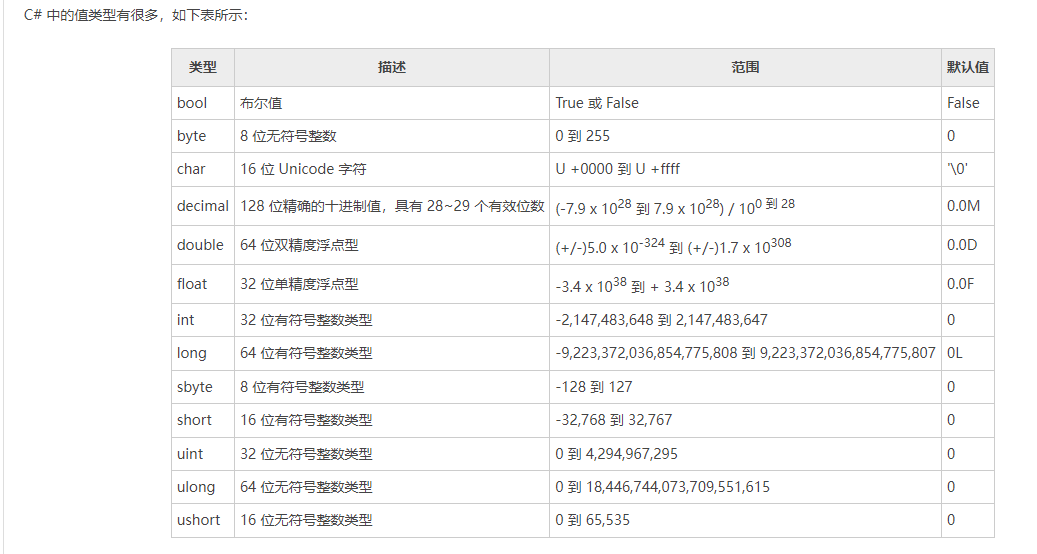 C# 中的值类型有很多，如下表所示：
类型 描述 范围 默认值
bool 布尔值 True 或 False False
byte 8 位无符号整数 0 到 255 0
char 16 位 Unicode 字符 U +0000 到 U +ffff '\0'
decimal 128 位精确的十进制值，具有 28~29 个有效位数 (-7.9 x 10^28 到 7.9 x 10^28) / 10^0 到 28 0.0M
double 64 位双精度浮点型 (+/-)5.0 x 10^-324 到 (+/-)1.7 x 10^308 0.0D
float 32 位单精度浮点型 -3.4 x 10^38 到 + 3.4 x 10^38 0.0F
int 32 位有符号整数类型 -2,147,483,648 到 2,147,483,647 0
long 64 位有符号整数类型 -9,223,372,036,854,775,808 到 9,223,372,036,854,775,807 0L
sbyte 8 位有符号整数类型 -128 到 127 0
short 16 位有符号整数类型 -32,768 到 32,767 0
uint 32 位无符号整数类型 0 到 4,294,967,295 0
ulong 64 位无符号整数类型 0 到 18,446,744,073,709,551,615 0
ushort 16 位无符号整数类型 0 到 65,535 0